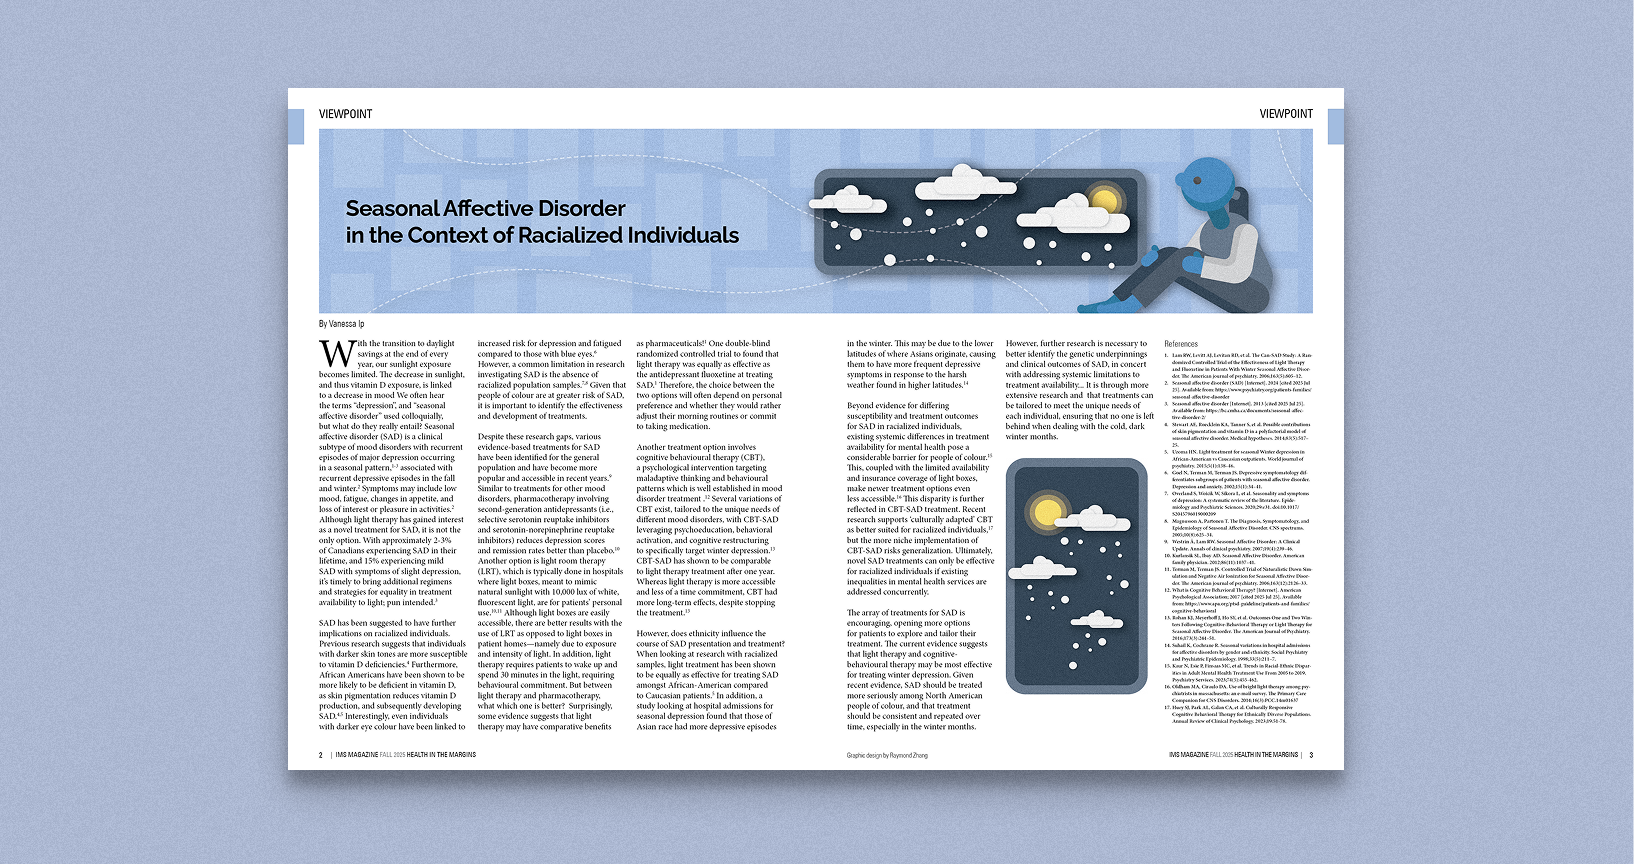 VIEWPOINT
VIEWPOINT
Seasonal Affective Disorder
in the Context of Racialized Individuals
By Vanessa Ip
With the transition to daylight
savings at the end of every
year, our sunlight exposure
becomes limited. The decrease in sunlight,
and thus vitamin D exposure, is linked
to a decrease in mood We often hear
the terms “depression”, and “seasonal
affective disorder” used colloquially,
but what do they really entail? Seasonal
affective disorder (SAD) is a clinical
subtype of mood disorders with recurrent
episodes of major depression occurring
in a seasonal pattern,1-3 associated with
recurrent depressive episodes in the fall
and winter.2 Symptoms may include low
mood, fatigue, changes in appetite, and
loss of interest or pleasure in activities.2
Although light therapy has gained interest
as a novel treatment for SAD, it is not the
only option. With approximately 2-3%
of Canadians experiencing SAD in their
lifetime, and 15% experiencing mild
SAD with symptoms of slight depression,
it’s timely to bring additional regimens
and strategies for equality in treatment
availability to light; pun intended.3
SAD has been suggested to have further
implications on racialized individuals.
Previous research suggests that individuals
with darker skin tones are more susceptible
to vitamin D deficiencies.4 Furthermore,
African Americans have been shown to be
more likely to be deficient in vitamin D,
as skin pigmentation reduces vitamin D
production, and subsequently developing
SAD.4,5 Interestingly, even individuals
with darker eye colour have been linked to
increased risk for depression and fatigued
compared to those with blue eyes.6
However, a common limitation in research
investigating SAD is the absence of
racialized population samples.7,8 Given that
people of colour are at greater risk of SAD,
it is important to identify the effectiveness
and development of treatments.
Despite these research gaps, various
evidence-based treatments for SAD
have been identified for the general
population and have become more
popular and accessible in recent years.9
Similar to treatments for other mood
disorders, pharmacotherapy involving
second-generation antidepressants (i.e.,
selective serotonin reuptake inhibitors
and serotonin-norepinephrine reuptake
inhibitors) reduces depression scores
and remission rates better than placebo.10
Another option is light room therapy
(LRT), which is typically done in hospitals
where light boxes, meant to mimic
natural sunlight with 10,000 lux of white,
fluorescent light, are for patients’ personal
use.10,11 Although light boxes are easily
accessible, there are better results with the
use of LRT as opposed to light boxes in
patient homes—namely due to exposure
and intensity of light. In addition, light
therapy requires patients to wake up and
spend 30 minutes in the light, requiring
behavioural commitment. But between
light therapy and pharmacotherapy,
what which one is better? Surprisingly,
some evidence suggests that light
therapy may have comparative benefits
as pharmaceuticals!1 One double-blind
randomized controlled trial to found that
light therapy was equally as effective as
the antidepressant fluoxetine at treating
SAD.1 Therefore, the choice between the
two options will often depend on personal
preference and whether they would rather
adjust their morning routines or commit
to taking medication.
Another treatment option involves
cognitive behavioural therapy (CBT),
a psychological intervention targeting
maladaptive thinking and behavioural
patterns which is well established in mood
disorder treatment .12 Several variations of
CBT exist, tailored to the unique needs of
different mood disorders, with CBT-SAD
leveraging psychoeducation, behavioral
activation, and cognitive restructuring
to specifically target winter depression.13
CBT-SAD has shown to be comparable
to light therapy treatment after one year.
Whereas light therapy is more accessible
and less of a time commitment, CBT had
more long-term effects, despite stopping
the treatment.13
However, does ethnicity influence the
course of SAD presentation and treatment?
When looking at research with racialized
samples, light treatment has been shown
to be equally as effective for treating SAD
amongst African-American compared
to Caucasian patients.5 In addition, a
study looking at hospital admissions for
seasonal depression found that those of
Asian race had more depressive episodes
in the winter. This may be due to the lower
latitudes of where Asians originate, causing
them to have more frequent depressive
symptoms in response to the harsh
weather found in higher latitudes.14
Beyond evidence for differing
susceptibility and treatment outcomes
for SAD in racialized individuals,
existing systemic differences in treatment
availability for mental health pose a
considerable barrier for people of colour.15
This, coupled with the limited availability
and insurance coverage of light boxes,
make newer treatment options even
less accessible.16 This disparity is further
reflected in CBT-SAD treatment. Recent
research supports ‘culturally adapted’ CBT
as better suited for racialized individuals,17
but the more niche implementation of
CBT-SAD risks generalization. Ultimately,
novel SAD treatments can only be effective
for racialized individuals if existing
inequalities in mental health services are
addressed concurrently.
The array of treatments for SAD is
encouraging, opening more options
for patients to explore and tailor their
treatment. The current evidence suggests
that light therapy and cognitive-
behavioural therapy may be most effective
for treating winter depression. Given
recent evidence, SAD should be treated
more seriously among North American
people of colour, and that treatment
should be consistent and repeated over
time, especially in the winter months.
However, further research is necessary to
better identify the genetic underpinnings
and clinical outcomes of SAD, in concert
with addressing systemic limitations to
treatment availability... It is through more
extensive research and that treatments can
be tailored to meet the unique needs of
each individual, ensuring that no one is left
behind when dealing with the cold, dark
winter months.
References
1. Lam RW, Levitt AJ, Levitan RD, et al. The Can-SAD Study: A Ran-
domized Controlled Trial of the Effectiveness of Light Therapy
and Fluoxetine in Patients With Winter Seasonal Affective Disor-
der. The American journal of psychiatry. 2006;163(5):805–12.
2. Seasonal affective disorder (SAD) [Internet]. 2024 [cited 2025 Jul
25]. Available from: https://www.psychiatry.org/patients-families/
seasonal-affective-disorder
3. Seasonal affective disorder [Internet]. 2013 [cited 2025 Jul 25].
Available from: https://bc.cmha.ca/documents/seasonal-affec-
tive-disorder-2/
4. Stewart AE, Roecklein KA, Tanner S, et al. Possible contributions
of skin pigmentation and vitamin D in a polyfactorial model of
seasonal affective disorder. Medical hypotheses. 2014;83(5):517–
25.
5. Uzoma HN. Light treatment for seasonal Winter depression in
African-American vs Caucasian outpatients. World journal of
psychiatry. 2015;5(1):138–46.
6. Goel N, Terman M, Terman JS. Depressive symptomatology dif-
ferentiates subgroups of patients with seasonal affective disorder.
Depression and anxiety. 2002;15(1):34–41.
7. Overland S, Woicik W, Sikora L, et al. Seasonality and symptoms
of depression: A systematic review of the literature. Epide-
miology and Psychiatric Sciences. 2020;29:e31. doi:10.1017/
S2045796019000209
8. Magnusson A, Partonen T. The Diagnosis, Symptomatology, and
Epidemiology of Seasonal Affective Disorder. CNS spectrums.
2005;10(8):625–34.
9. Westrin Å, Lam RW. Seasonal Affective Disorder: A Clinical
Update. Annals of clinical psychiatry. 2007;19(4):239–46.
10. Kurlansik SL, Ibay AD. Seasonal Affective Disorder. American
family physician. 2012;86(11):1037–41.
11. Terman M, Terman JS. Controlled Trial of Naturalistic Dawn Sim-
ulation and Negative Air Ionization for Seasonal Affective Disor-
der. The American journal of psychiatry. 2006;163(12):2126–33.
12. What is Cognitive Behavioral Therapy? [Internet]. American
Psychological Association; 2017 [cited 2025 Jul 25]. Available
from: https://www.apa.org/ptsd-guideline/patients-and-families/
cognitive-behavioral
13. Rohan KJ, Meyerhoff J, Ho SY, et al. Outcomes One and Two Win-
ters Following Cognitive-Behavioral Therapy or Light Therapy for
Seasonal Affective Disorder. The American Journal of Psychiatry.
2016;173(3):244–51.
14. Suhail K, Cochrane R. Seasonal variations in hospital admissions
for affective disorders by gender and ethnicity. Social Psychiatry
and Psychiatric Epidemiology. 1998;33(5):211–7.
15. Kaur N, Esie P, Finsaas MC, et al. Trends in Racial-Ethnic Dispar-
ities in Adult Mental Health Treatment Use From 2005 to 2019.
Psychiatry Services. 2023;74(5):455-462.
16. Oldham MA, Ciraulo DA. Use of bright light therapy among psy-
chiatrists in massachusetts: an e-mail survey. The Primary Care
Companion for CNS Disorders. 2014;16(3):PCC.14m01637
17. Huey SJ, Park AL, Galán CA, et al. Culturally Responsive
Cognitive Behavioral Therapy for Ethnically Diverse Populations.
Annual Review of Clinical Psychology. 2023;19:51-78.
2 | IMS MAGAZINE FALL 2025 HEALTH IN THE MARGINS
Graphic design by Raymond Zhang
IMS MAGAZINE FALL 2025 HEALTH IN THE MARGINS | 3